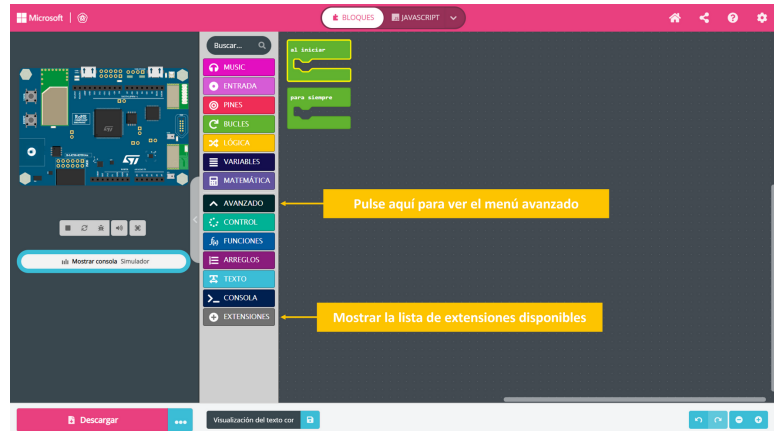 Microsoft
BLOQUES
JAVASCRIPT
Buscar...
MUSIC
ENTRADA
PINES
BUCLES
LÓGICA
VARIABLES
MATEMÁTICA
AVANZADO
CONTROL
FUNCIONES
ARREGLOS
TEXTO
CONSOLA
EXTENSIONES
al iniciar
para siempre
Pulse aquí para ver el menú avanzado
Mostrar la lista de extensiones disponibles
Mostrar consola Simulador
Descargar
Visualización del texto cor